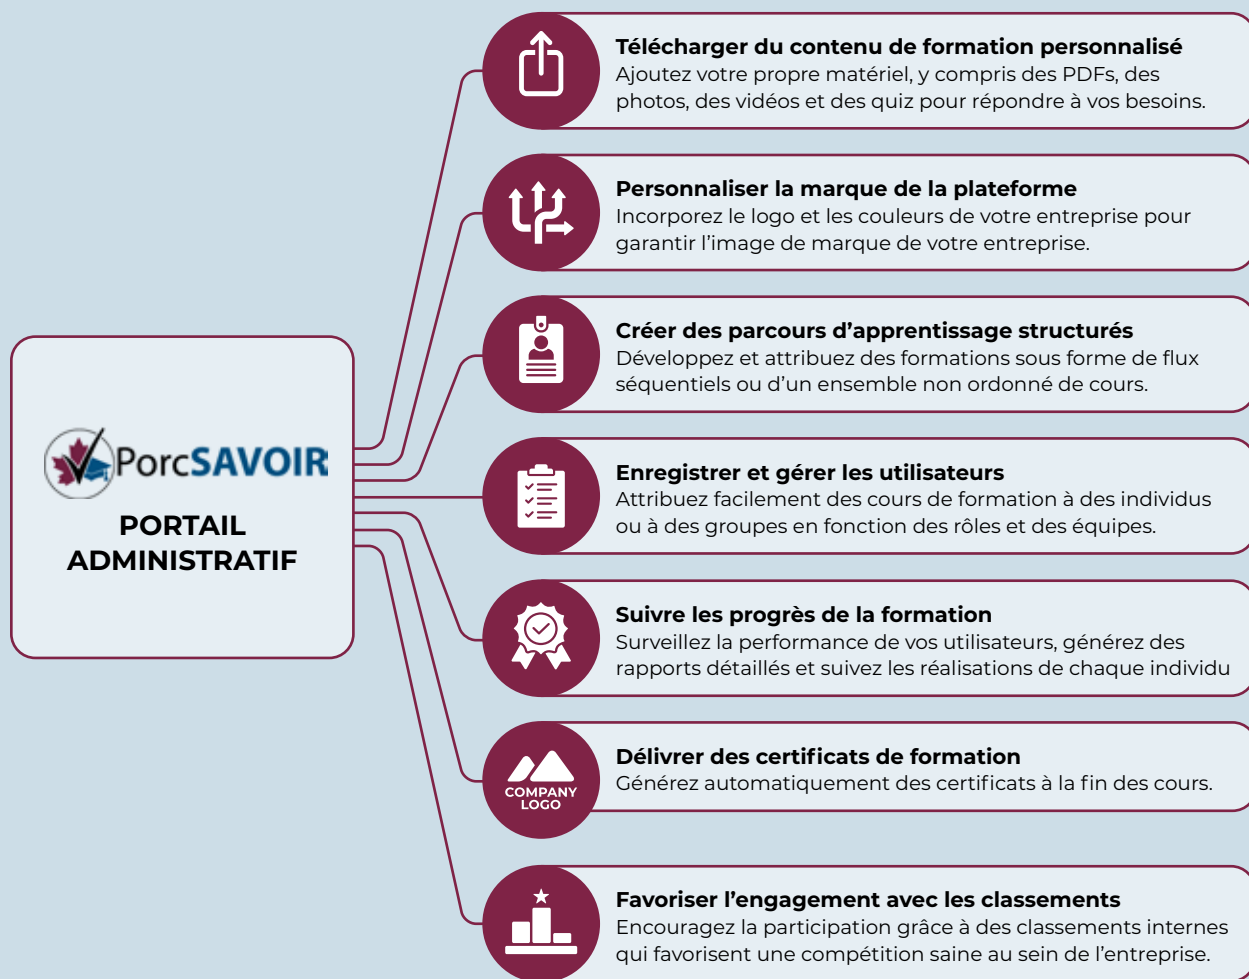 Télécharger du contenu de formation personnalisé
Ajoutez votre propre matériel, y compris des PDFs, des
photos, des vidéos et des quiz pour répondre à vos besoins.
Personnaliser la marque de la plateforme
Incorporez le logo et les couleurs de votre entreprise pour
garantir l’image de marque de votre entreprise.
Créer des parcours d’apprentissage structurés
Développez et attribuez des formations sous forme de flux
séquentiels ou d’un ensemble non ordonné de cours.
PorcSAVOIR
PORTAIL
ADMINISTRATIF
Enregistrer et gérer les utilisateurs
Attribuez facilement des cours de formation à des individus
ou à des groupes en fonction des rôles et des équipes.
Suivre les progrès de la formation
Surveillez la performance de vos utilisateurs, générez des
rapports détaillés et suivez les réalisations de chaque individu
COMPANY
LOGO
Délivrer des certificats de formation
Générez automatiquement des certificats à la fin des cours.
Favoriser l’engagement avec les classements
Encouragez la participation grâce à des classements internes
qui favorisent une compétition saine au sein de l’entreprise.